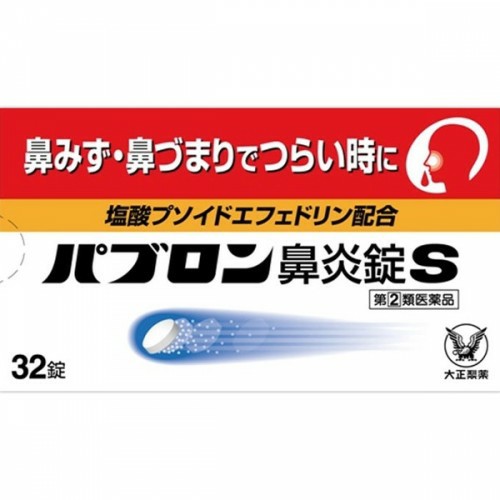 鼻みず・鼻づまりでつらい時に
塩酸プソイドエフェドリン配合
パブロン鼻炎錠S
指定②類医薬品
32錠
大正製薬